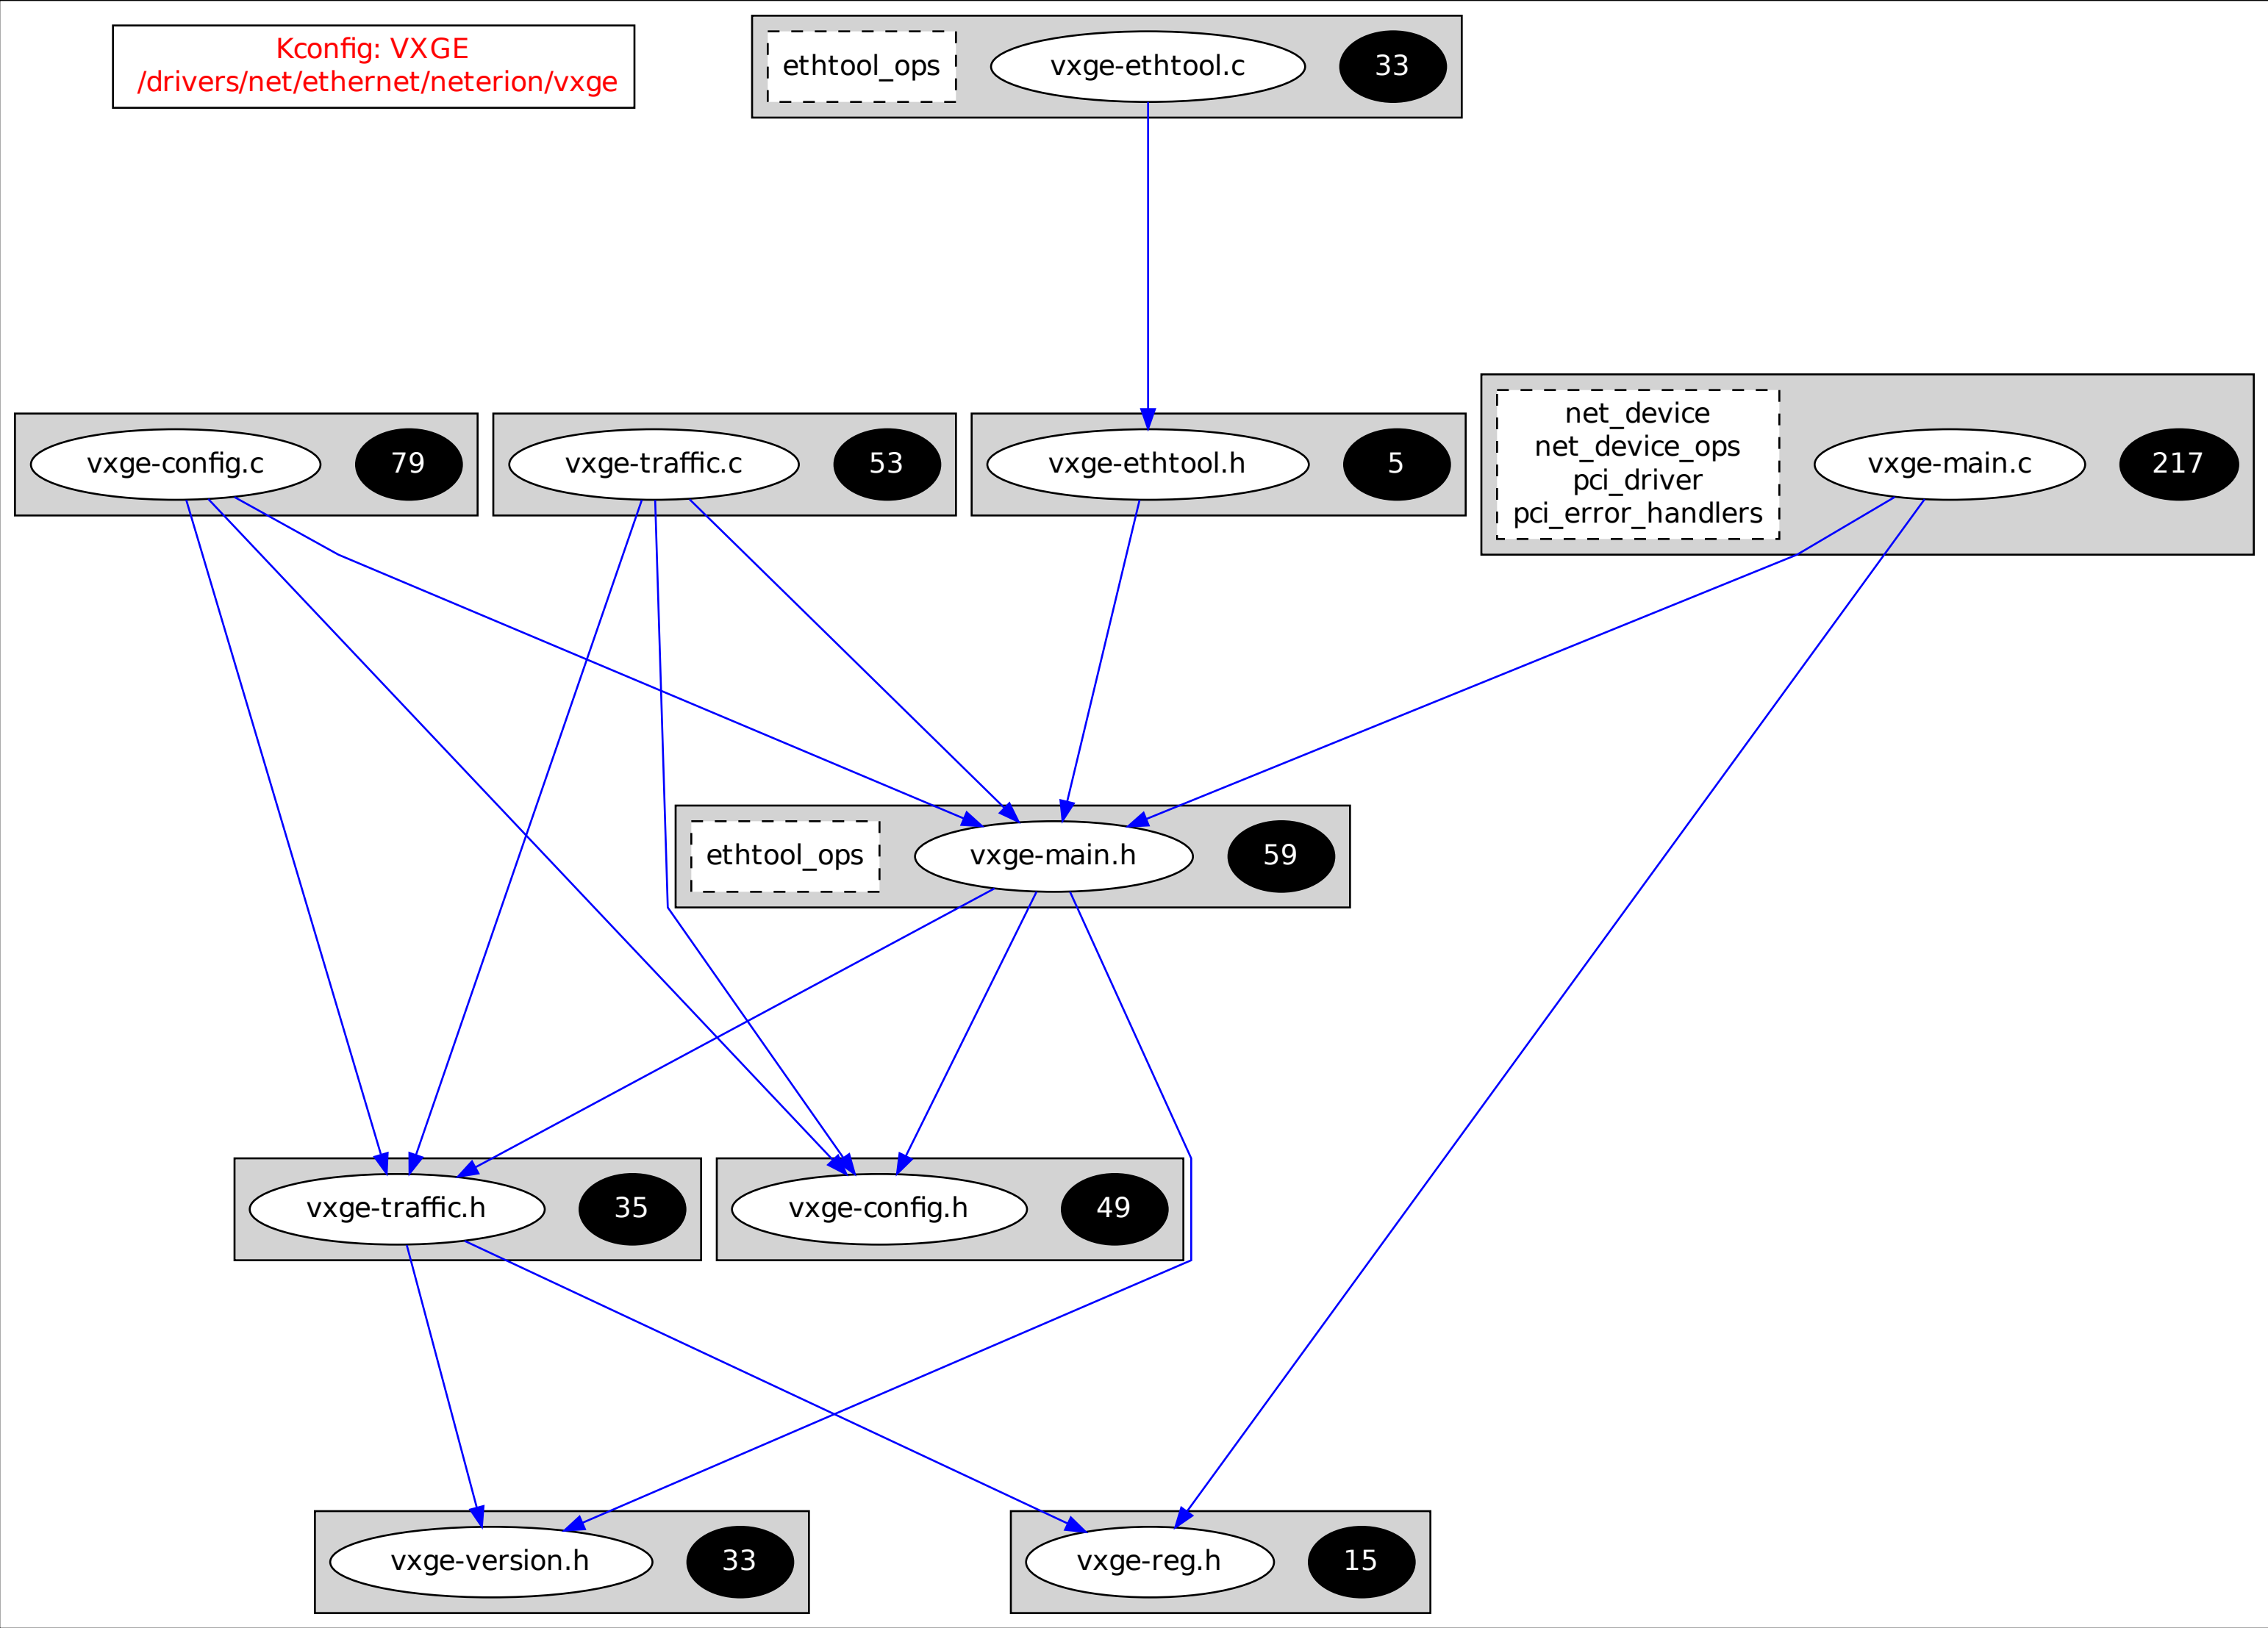 Kconfig: VXGE
/drivers/net/ethernet/neterion/vxge
ethtool_ops
vxge-ethtool.c
33
vxge-config.c
79
vxge-traffic.c
53
vxge-ethtool.h
5
net_device
net_device_ops
pci_driver
pci_error_handlers
vxge-main.c
217
ethtool_ops
vxge-main.h
59
vxge-traffic.h
35
vxge-config.h
49
vxge-version.h
33
vxge-reg.h
15